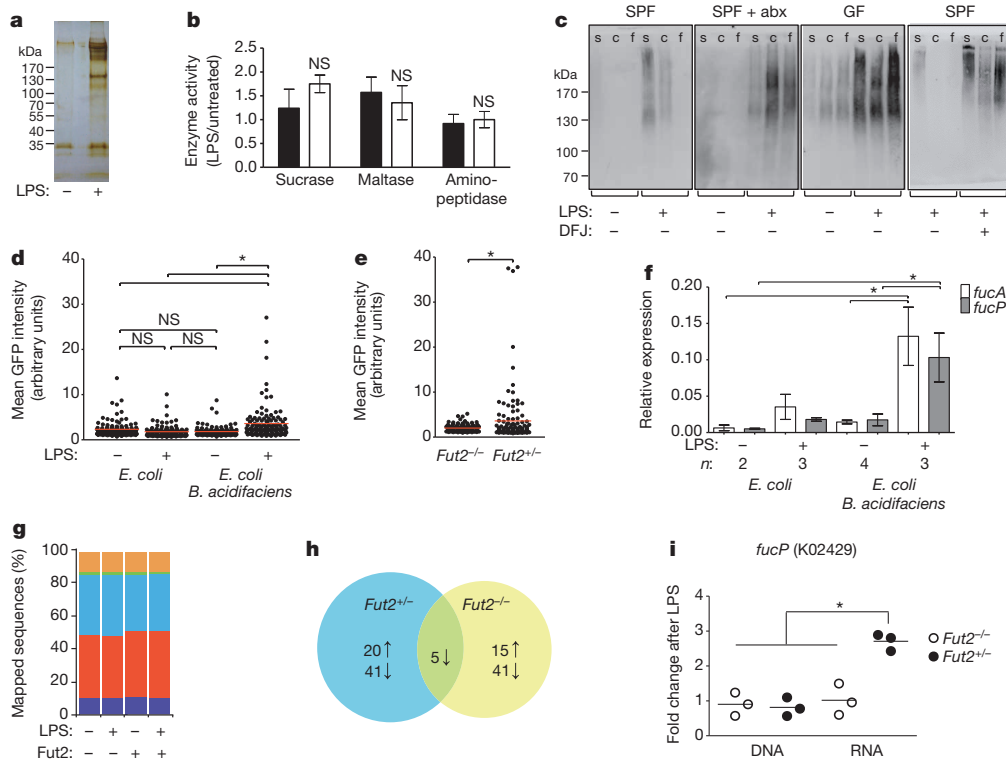 a
kDa
170
130
100
70
55
40
35
LPS: – +
b
Enzyme activity
(LPS/untreated)
2.5
2.0
1.5
1.0
0.5
0.0
NS
NS
NS
Sucrase
Maltase
Amino-
peptidase
c
SPF
SPF + abx
GF
SPF
s c f s c f s c f s c f s c f s c f s c f s c f
kDa
170
130
100
70
LPS: – + – + – + + +
DFJ: – – – – – – – +
d
Mean GFP intensity
(arbitrary units)
40
30
20
10
0
*
NS
NS
NS
LPS: – + – +
E. coli
E. coli
B. acidifaciens
e
Mean GFP intensity
(arbitrary units)
40
30
20
10
0
*
Fut2–/– Fut2+/–
f
Relative expression
0.20
0.15
0.10
0.05
0.00
*
*
fucA
fucP
LPS: – + – +
n: 2 3 4 3
E. coli
E. coli
B. acidifaciens
g
Mapped sequences (%)
100
80
60
40
20
0
LPS: – + – +
Fut2: – – + +
h
Fut2+/–
Fut2–/–
20↑
41↓
5↓
15↑
41↓
i
fucP (K02429)
Fold change after LPS
4
3
2
1
0
*
Fut2–/–
Fut2+/–
DNA
RNA